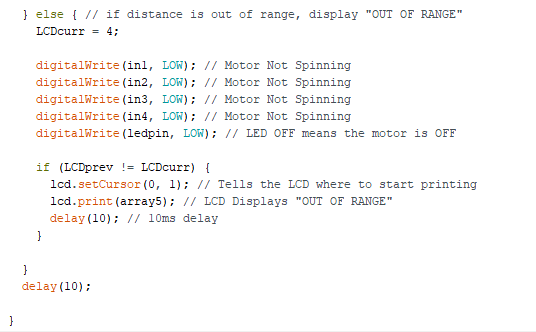 } else { // if distance is out of range, display "OUT OF RANGE"
LCDcurr = 4;
digitalWrite(in1, LOW); // Motor Not Spinning
digitalWrite(in2, LOW); // Motor Not Spinning
digitalWrite(in3, LOW); // Motor Not Spinning
digitalWrite(in4, LOW); // Motor Not Spinning
digitalWrite(ledpin, LOW); // LED OFF means the motor is OFF
if (LCDprev != LCDcurr) {
lcd.setCursor(0, 1); // Tells the LCD where to start printing
lcd.print(array5); // LCD Displays "OUT OF RANGE"
delay(10); // 10ms delay
}
}
delay(10);
}